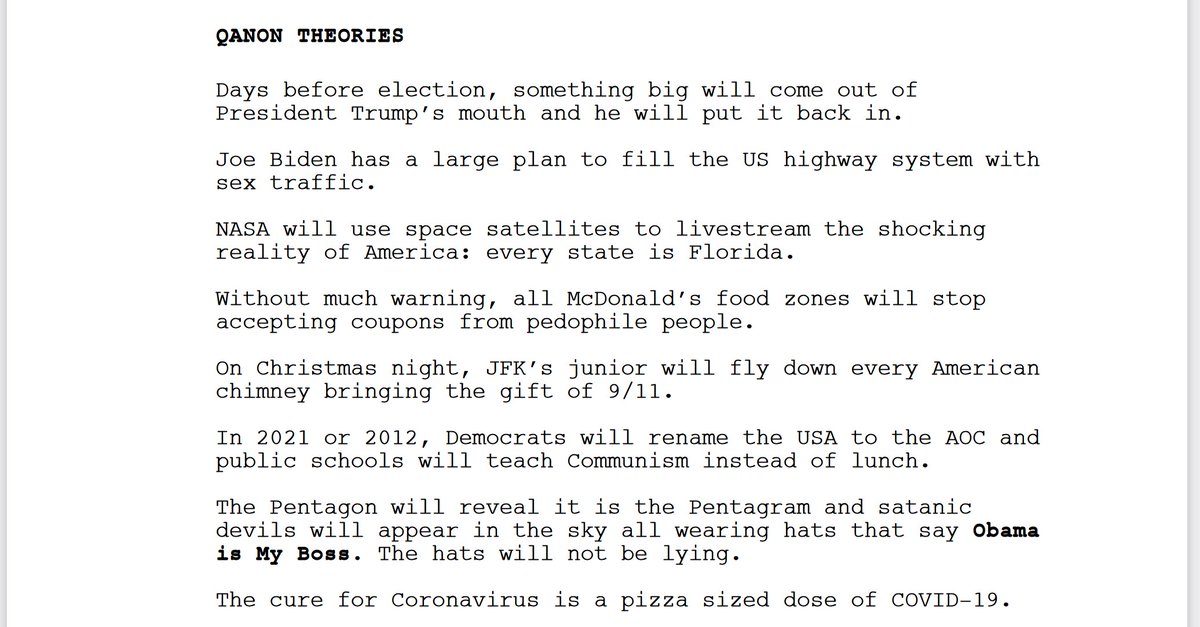 QANON THEORIES
Days before election, something big will come out of
President Trump’s mouth and he will put it back in.
Joe Biden has a large plan to fill the US highway system with
sex traffic.
NASA will use space satellites to livestream the shocking
reality of America: every state is Florida.
Without much warning, all McDonald’s food zones will stop
accepting coupons from pedophile people.
On Christmas night, JFK’s junior will fly down every American
chimney bringing the gift of 9/11.
In 2021 or 2012, Democrats will rename the USA to the AOC and
public schools will teach Communism instead of lunch.
The Pentagon will reveal it is the Pentagram and satanic
devils will appear in the sky all wearing hats that say Obama
is My Boss. The hats will not be lying.
The cure for Coronavirus is a pizza sized dose of COVID-19.